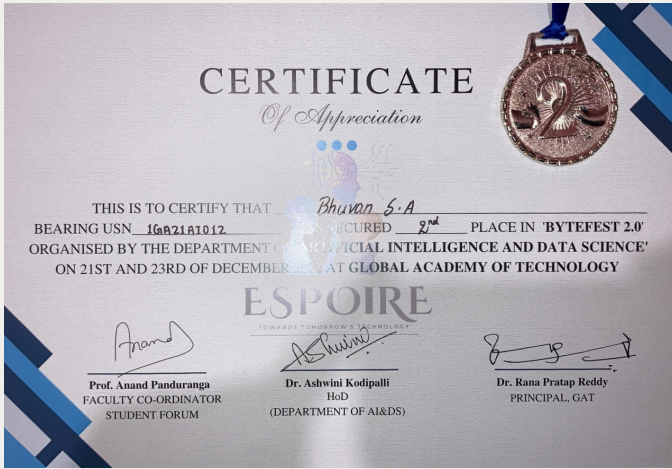 CERTIFICATE
Of Appreciation
2
THIS IS TO CERTIFY THAT Bhuvan S.A
BEARING USN 1GA21AI012 HAS SECURED 2nd PLACE IN 'BYTEFEST 2.0'
ORGANISED BY THE DEPARTMENT OF 'ARTIFICIAL INTELLIGENCE AND DATA SCIENCE'
ON 21ST AND 23RD OF DECEMBER AT GLOBAL ACADEMY OF TECHNOLOGY
ESPOIRE
TOWARDS TOMORROW'S TECHNOLOGY
Anand
Ashwini
Prof. Anand Panduranga
FACULTY CO-ORDINATOR
STUDENT FORUM
Dr. Ashwini Kodipalli
HoD
(DEPARTMENT OF AI&DS)
Dr. Rana Pratap Reddy
PRINCIPAL, GAT